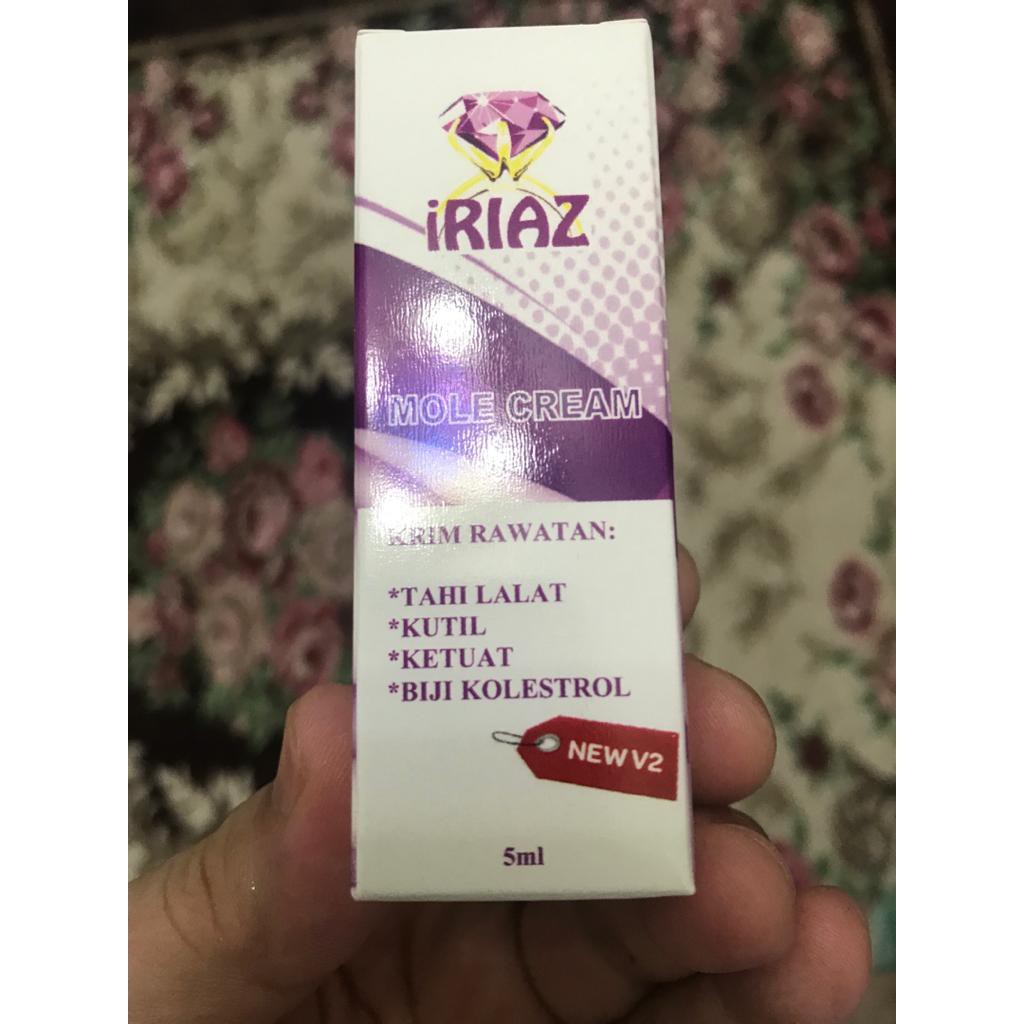 iRIAZ
MOLE CREAM
KRIM RAWATAN:
*TAHI LALAT
*KUTIL
*KETUAT
*BIJI KOLESTROL
NEW V2
5ml